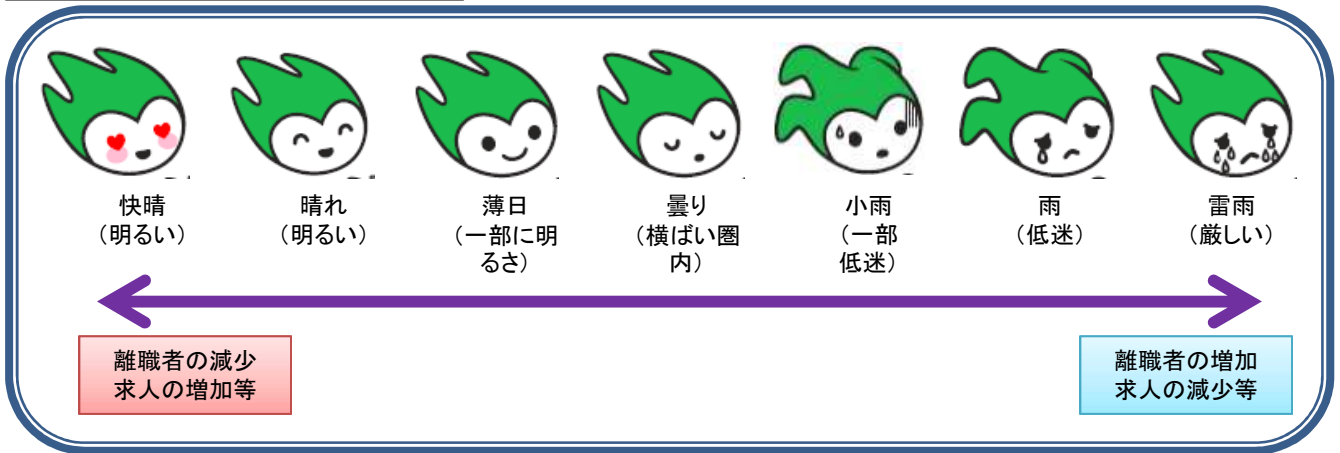 快晴
（明るい）
晴れ
（明るい）
薄日
（一部に明
るさ）
曇り
（横ばい圏
内）
小雨
（一部
低迷）
雨
（低迷）
雷雨
（厳しい）
離職者の減少
求人の増加等
離職者の増加
求人の減少等